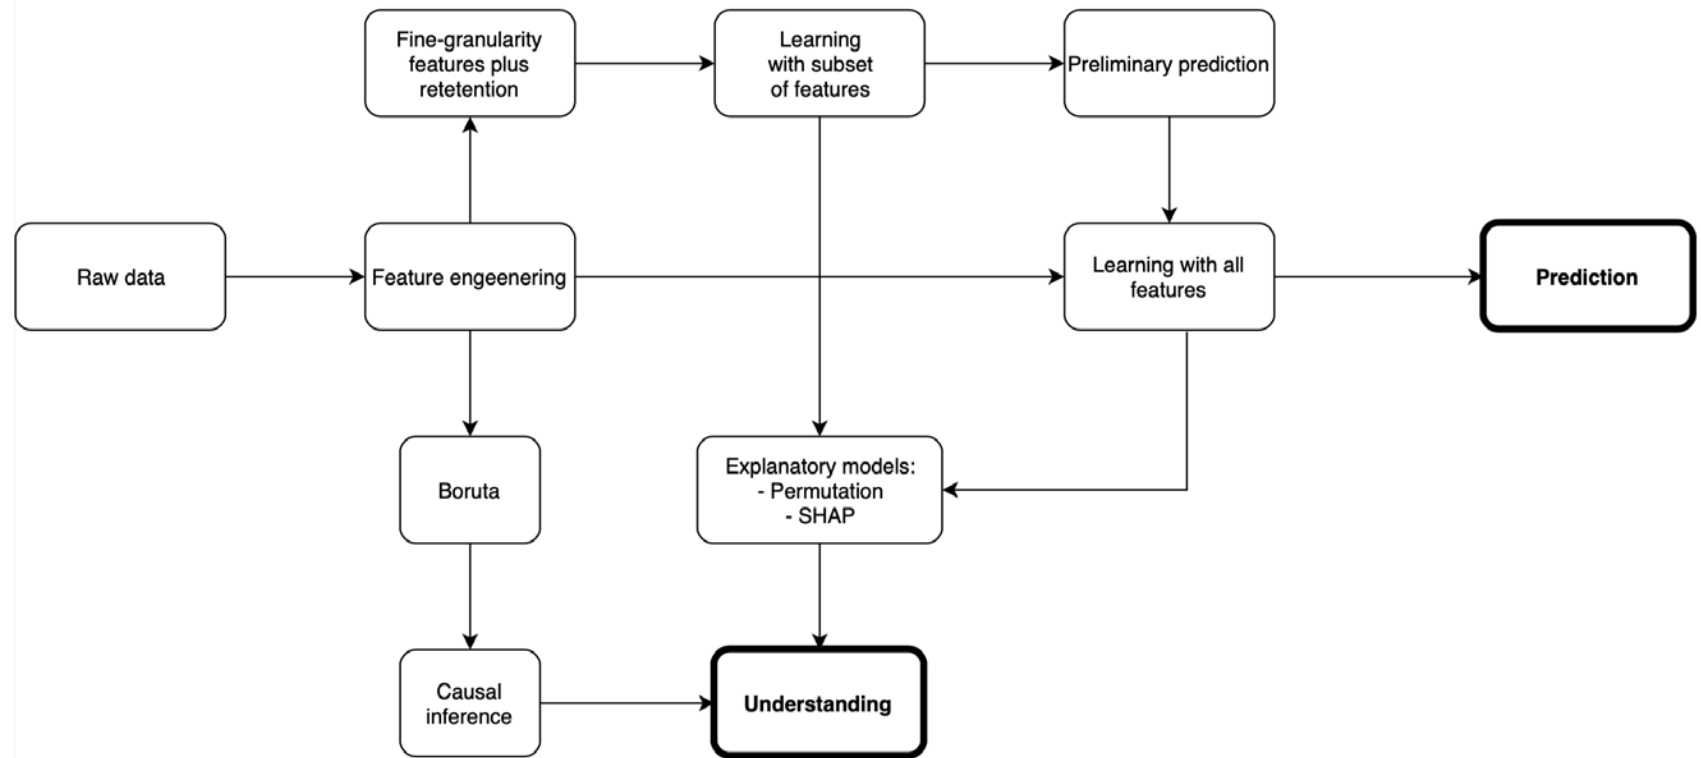 Fine-granularity
features plus
retetention
Learning
with subset
of features
Preliminary prediction
Raw data
Feature engeenering
Learning with all
features
Prediction
Boruta
Explanatory models:
- Permutation
- SHAP
Causal
inference
Understanding